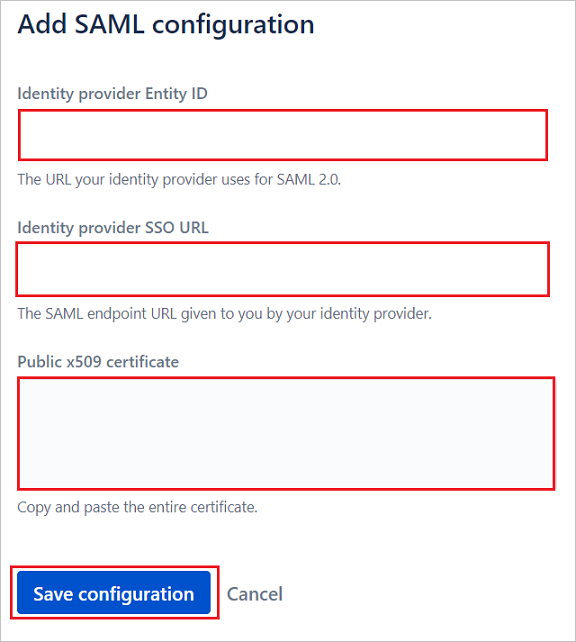 Add SAML configuration
Identity provider Entity ID
The URL your identity provider uses for SAML 2.0.
Identity provider SSO URL
The SAML endpoint URL given to you by your identity provider.
Public x509 certificate
Copy and paste the entire certificate.
Save configuration Cancel